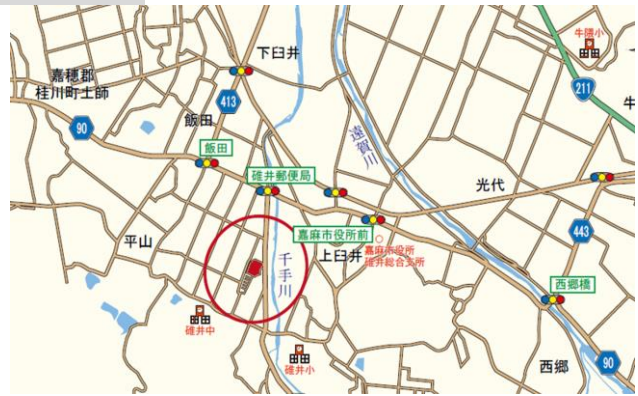 下臼井
牛隈小
嘉穂郡
桂川町土師
413
211
90
飯田
飯田
遠賀川
牛
碓井郵便局
光代
443
嘉麻市役所前
平山
千手川
上臼井
嘉麻市役所
碓井総合支所
西郷橋
碓井中
碓井小
西郷
90